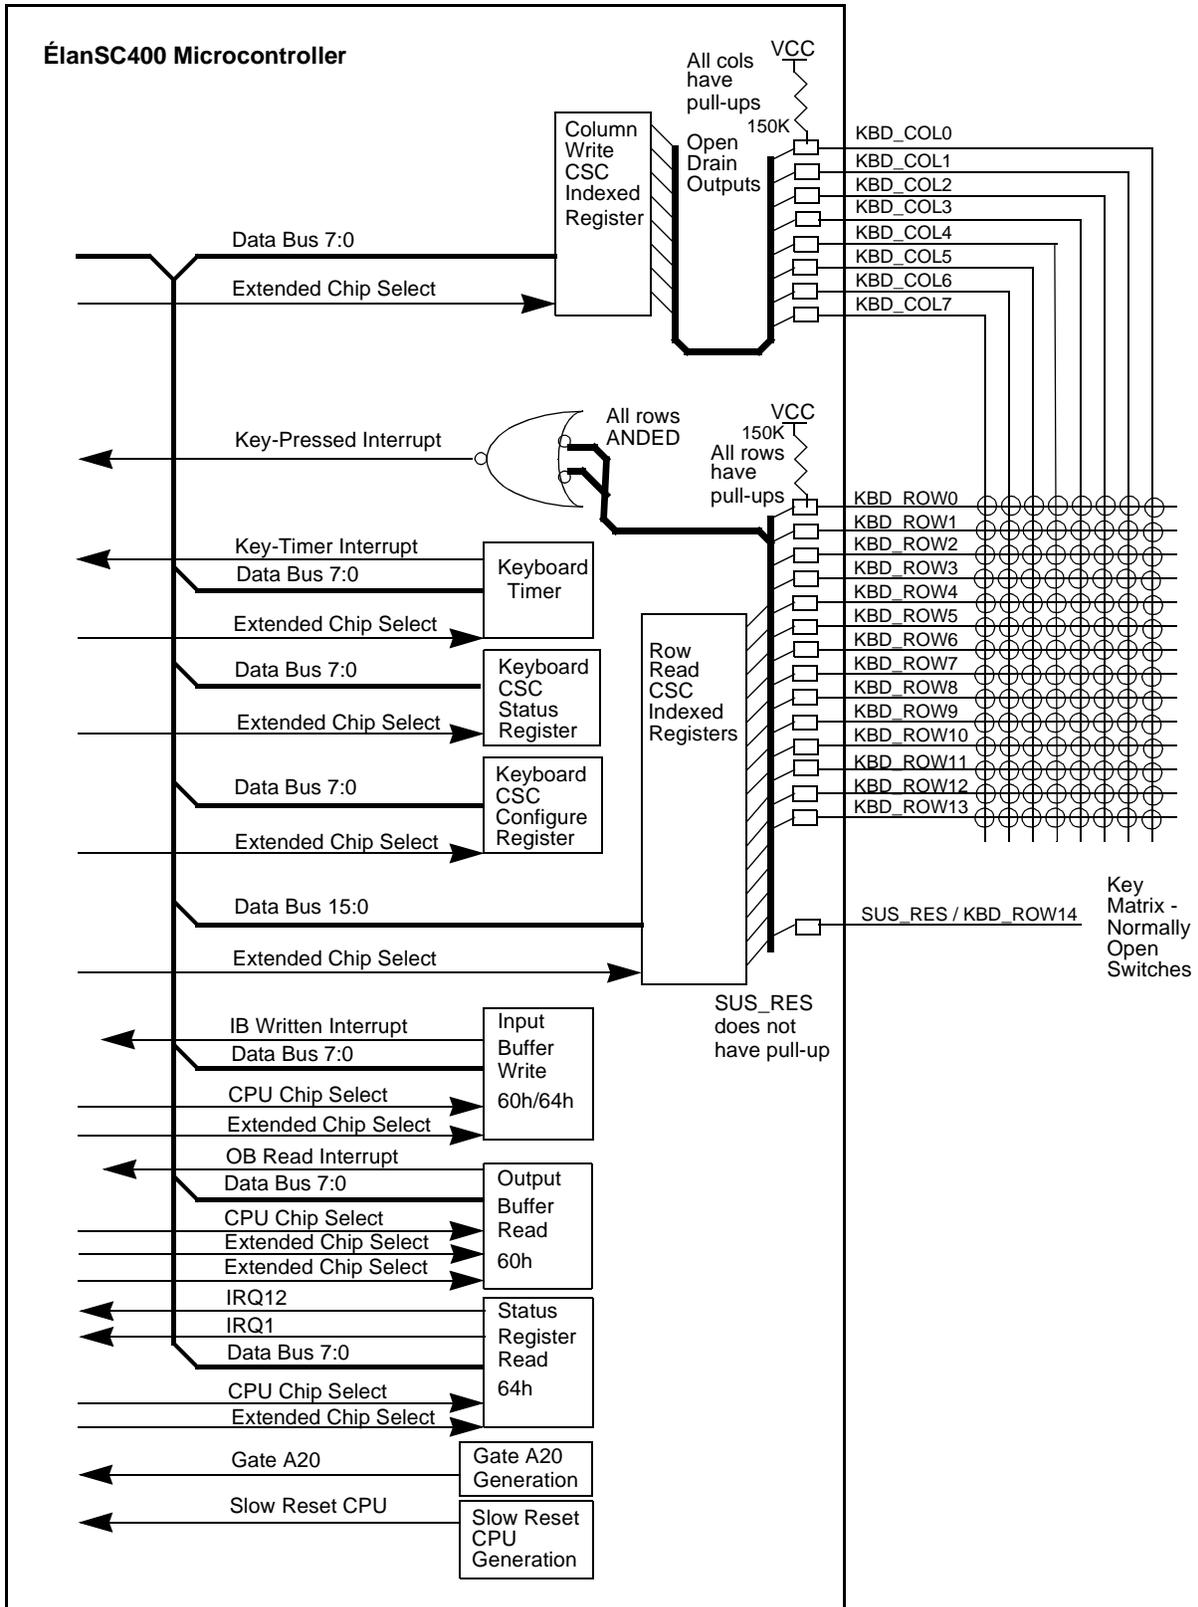 ÉlanSC400 Microcontroller
All cols
have
pull-ups
VCC
150K
Column
Write
CSC
Indexed
Register
Open
Drain
Outputs
KBD_COL0
KBD_COL1
KBD_COL2
KBD_COL3
KBD_COL4
KBD_COL5
KBD_COL6
KBD_COL7
Data Bus 7:0
Extended Chip Select
Key-Pressed Interrupt
All rows
ANDED
VCC
150K
All rows
have
pull-ups
KBD_ROW0
KBD_ROW1
KBD_ROW2
KBD_ROW3
KBD_ROW4
KBD_ROW5
KBD_ROW6
KBD_ROW7
KBD_ROW8
KBD_ROW9
KBD_ROW10
KBD_ROW11
KBD_ROW12
KBD_ROW13
Key-Timer Interrupt
Data Bus 7:0
Extended Chip Select
Keyboard
Timer
Data Bus 7:0
Extended Chip Select
Keyboard
CSC
Status
Register
Data Bus 7:0
Extended Chip Select
Keyboard
CSC
Configure
Register
Row
Read
CSC
Indexed
Registers
Data Bus 15:0
Extended Chip Select
SUS_RES / KBD_ROW14
Key
Matrix -
Normally
Open
Switches
SUS_RES
does not
have pull-up
IB Written Interrupt
Data Bus 7:0
CPU Chip Select
Extended Chip Select
Input
Buffer
Write
60h/64h
OB Read Interrupt
Data Bus 7:0
CPU Chip Select
Extended Chip Select
Extended Chip Select
Output
Buffer
Read
60h
IRQ12
IRQ1
Data Bus 7:0
CPU Chip Select
Extended Chip Select
Status
Register
Read
64h
Gate A20
Gate A20
Generation
Slow Reset CPU
Slow Reset
CPU
Generation